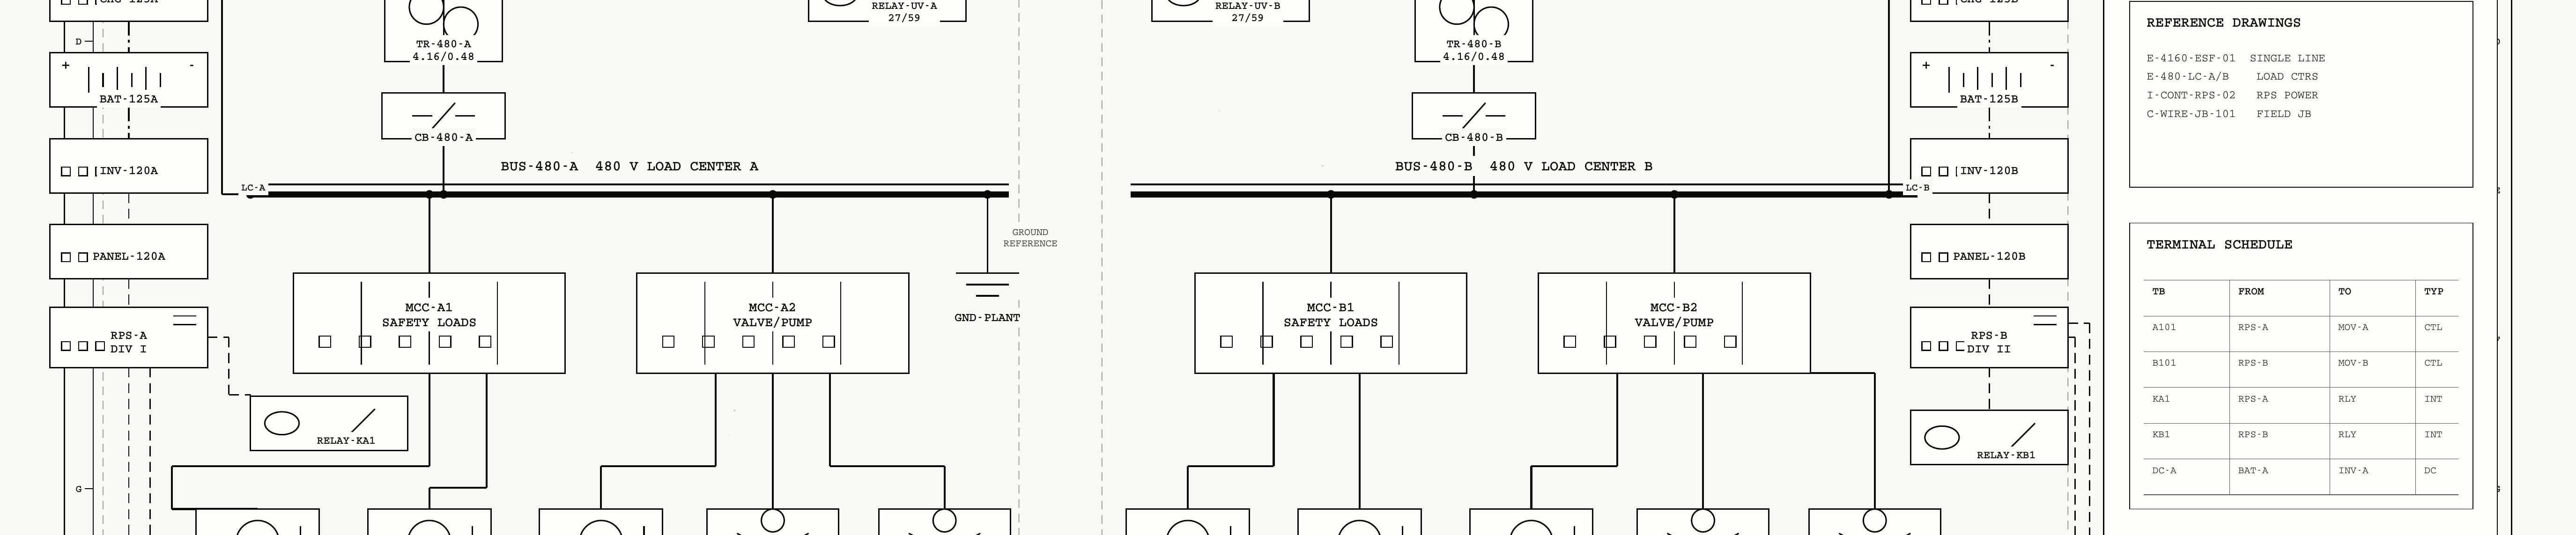 RELAY-UV-A
27/59
RELAY-UV-B
27/59
D
TR-480-A
4.16/0.48
TR-480-B
4.16/0.48
+ -
BAT-125A
+ -
BAT-125B
CB-480-A
CB-480-B
BUS-480-A 480 V LOAD CENTER A
BUS-480-B 480 V LOAD CENTER B
INV-120A
INV-120B
LC-A
LC-B
GROUND
REFERENCE
PANEL-120A
PANEL-120B
MCC-A1
SAFETY LOADS
MCC-A2
VALVE/PUMP
GND-PLANT
MCC-B1
SAFETY LOADS
MCC-B2
VALVE/PUMP
RPS-A
DIV I
RPS-B
DIV II
RELAY-KA1
RELAY-KB1
G
REFERENCE DRAWINGS
E-4160-ESF-01 SINGLE LINE
E-480-LC-A/B LOAD CTRS
I-CONT-RPS-02 RPS POWER
C-WIRE-JB-101 FIELD JB
TERMINAL SCHEDULE
TB FROM TO TYP
A101 RPS-A MOV-A CTL
B101 RPS-B MOV-B CTL
KA1 RPS-A RLY INT
KB1 RPS-B RLY INT
DC-A BAT-A INV-A DC